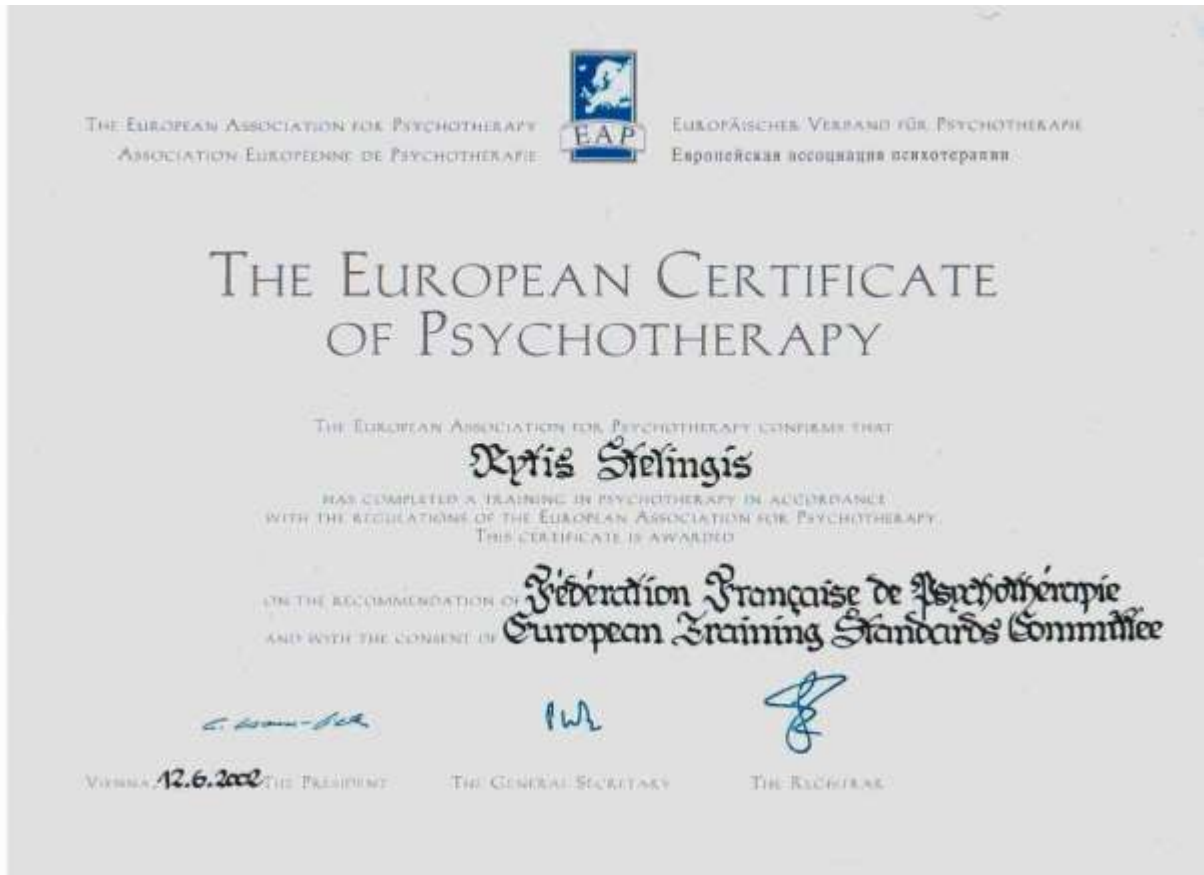 THE EUROPEAN ASSOCIATION FOR PSYCHOTHERAPY
ASSOCIATION EUROPÉENNE DE PSYCHOTHERAPIE
EAP
EUROPÄISCHER VERBAND FÜR PSYCHOTHERAPIE
Европейская ассоциация психотерапии
THE EUROPEAN CERTIFICATE
OF PSYCHOTHERAPY
THE EUROPEAN ASSOCIATION FOR PSYCHOTHERAPY CONFIRMS THAT
Rytis Stelingis
HAS COMPLETED A TRAINING IN PSYCHOTHERAPY IN ACCORDANCE
WITH THE REGULATIONS OF THE EUROPEAN ASSOCIATION FOR PSYCHOTHERAPY.
THIS CERTIFICATE IS AWARDED
ON THE RECOMMENDATION OF Fédération Française de Psychothérapie
AND WITH THE CONSENT OF European Training Standards Committee
VIENNA, 12.6.2002 THE PRESIDENT THE GENERAL SECRETARY THE REGISTRAR